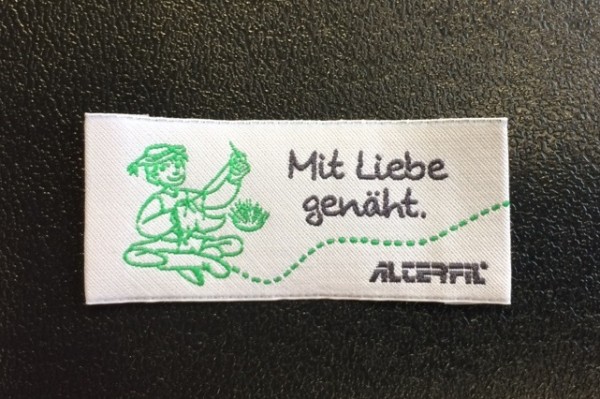 Mit Liebe
genäht.
ALTERFIL